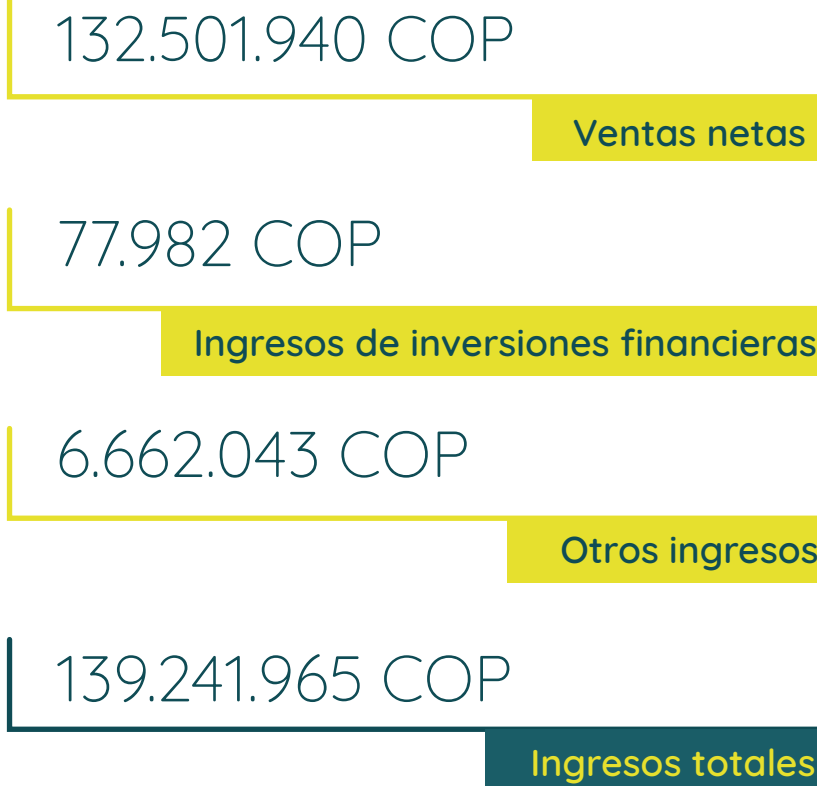 132.501.940 COP
Ventas netas
77.982 COP
Ingresos de inversiones financieras
6.662.043 COP
Otros ingresos
139.241.965 COP
Ingresos totales